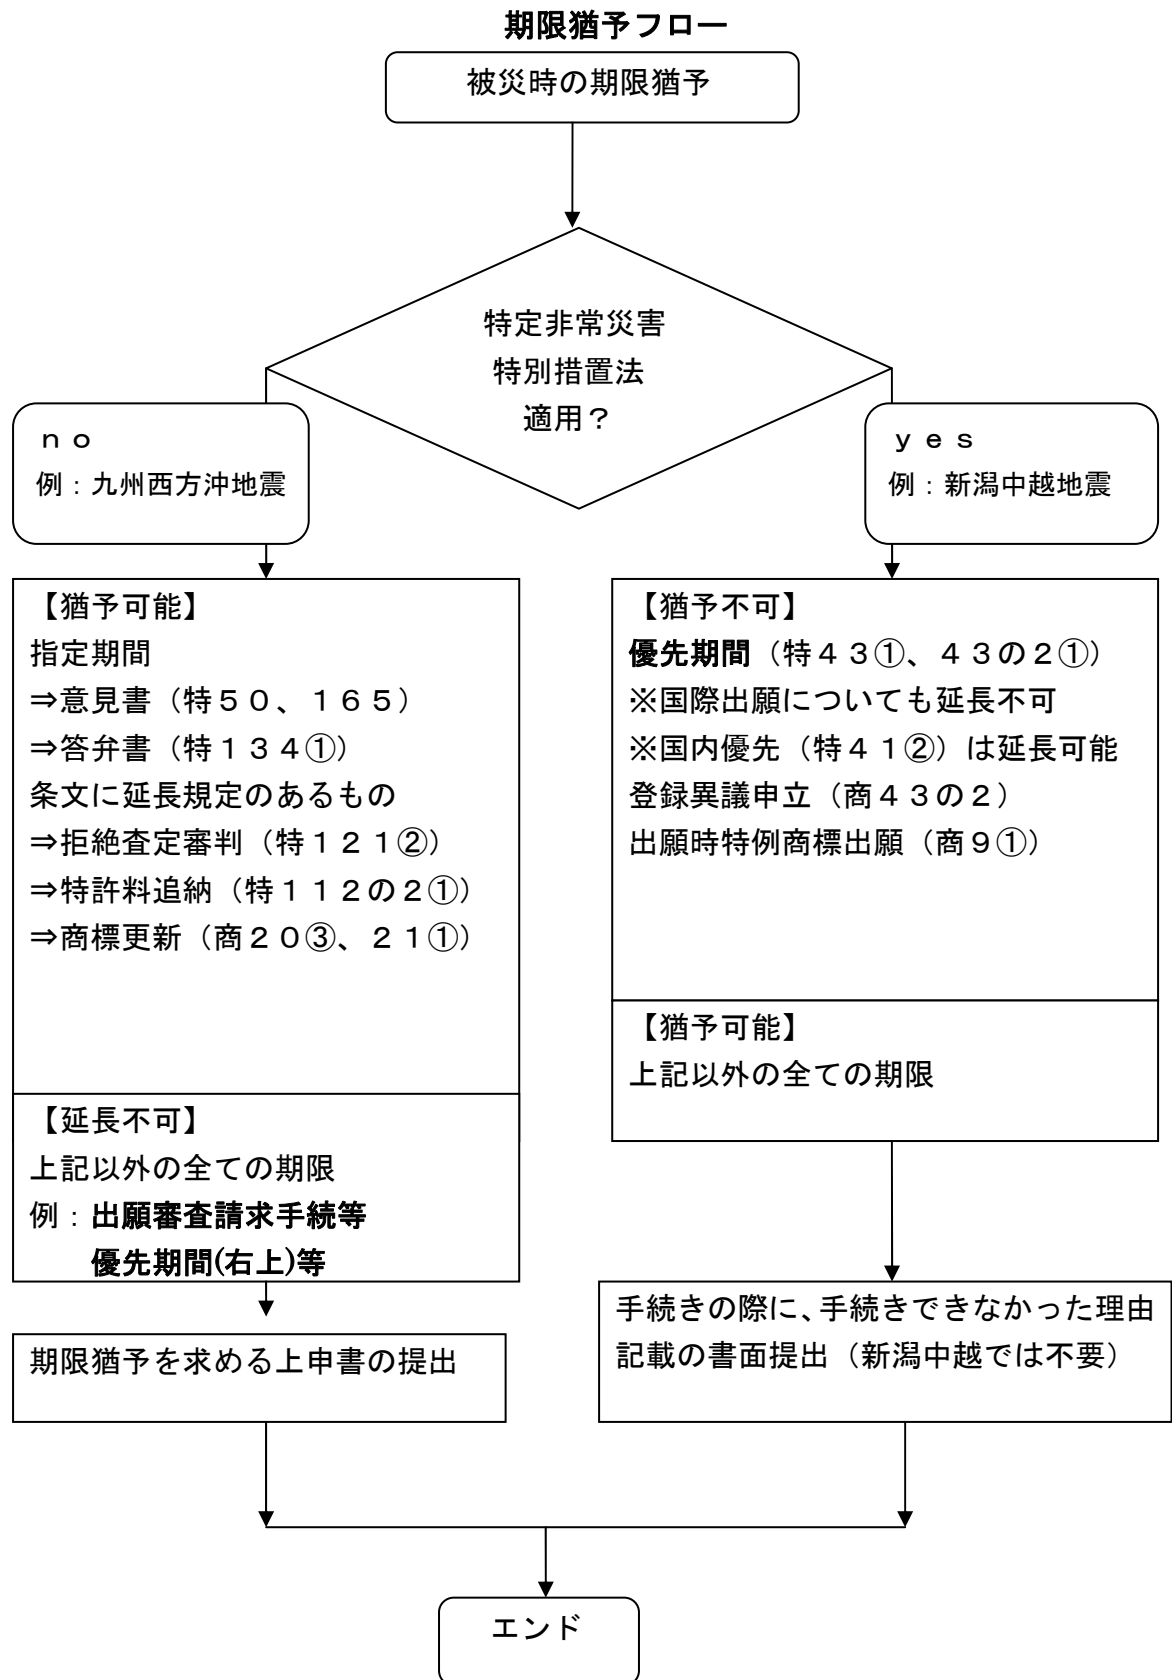 期限猶予フロー
被災時の期限猶予
特定非常災害
特別措置法
適用？
ｎｏ
例：九州西方沖地震
ｙｅｓ
例：新潟中越地震
【猶予可能】
指定期間
⇒意見書（特５０、１６５）
⇒答弁書（特１３４①）
条文に延長規定のあるもの
⇒拒絶査定審判（特１２１②）
⇒特許料追納（特１１２の２①）
⇒商標更新（商２０③、２１①）
【延長不可】
上記以外の全ての期限
例：出願審査請求手続等
優先期間(右上)等
期限猶予を求める上申書の提出
【猶予不可】
優先期間（特４３①、４３の２①）
※国際出願についても延長不可
※国内優先（特４１②）は延長可能
登録異議申立（商４３の２）
出願時特例商標出願（商９①）
【猶予可能】
上記以外の全ての期限
手続きの際に、手続きできなかった理由
記載の書面提出（新潟中越では不要）
エンド